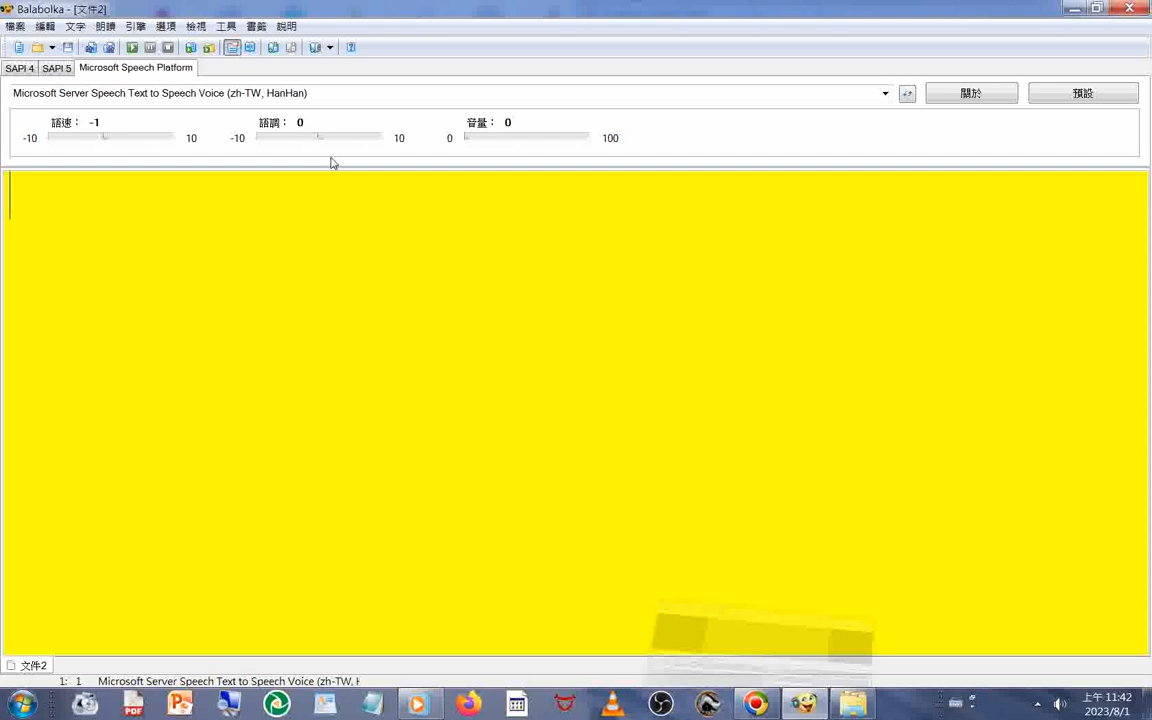 Balabolka - [文件2]
檔案 編輯 文字 朗讀 引擎 選項 檢視 工具 書籤 說明
SAPI 4 SAPI 5 Microsoft Speech Platform
Microsoft Server Speech Text to Speech Voice (zh-TW, HanHan) 關於 預設
語速： -1 語調： 0 音量： 0
-10 10 -10 10 0 100
文件2
1: 1 Microsoft Server Speech Text to Speech Voice (zh-TW, H
PDF
上午 11:42
2023/8/1